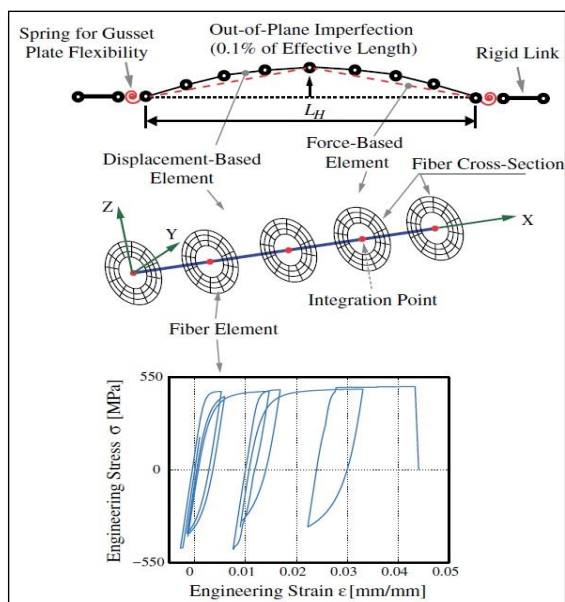 Spring for Gusset
Plate Flexibility
Out-of-Plane Imperfection
(0.1% of Effective Length)
Rigid Link
L_H
Displacement-Based
Element
Force-Based
Element
Fiber Cross-Section
Z
Y
X
Integration Point
Fiber Element
550
0
−550
Engineering Stress σ [MPa]
0 0.01 0.02 0.03 0.04 0.05
Engineering Strain ε [mm/mm]